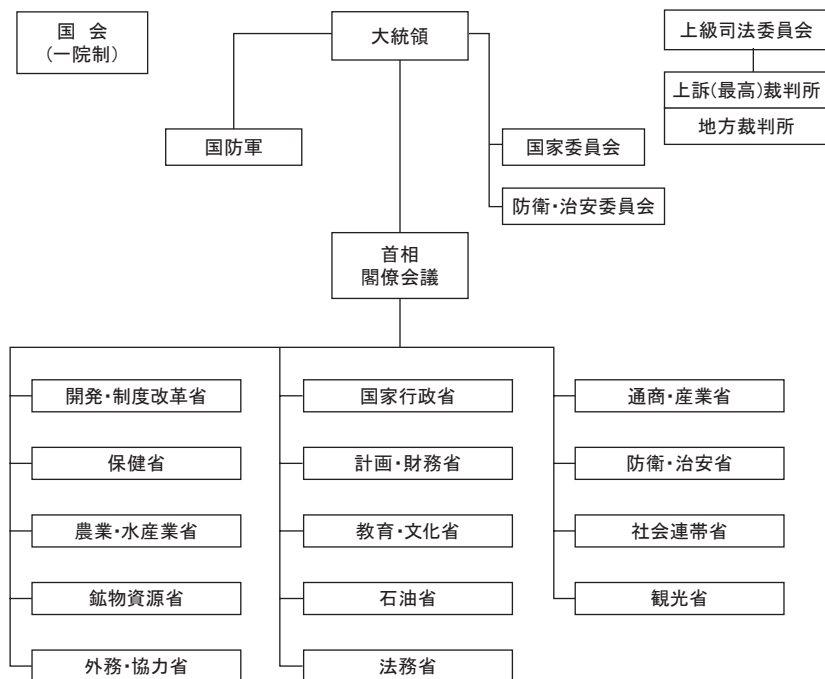 国 会
(一院制)
大統領
上級司法委員会
上訴(最高)裁判所
地方裁判所
国防軍
国家委員会
防衛・治安委員会
首相
閣僚会議
開発・制度改革省
国家行政省
通商・産業省
保健省
計画・財務省
防衛・治安省
農業・水産業省
教育・文化省
社会連帯省
鉱物資源省
石油省
観光省
外務・協力省
法務省